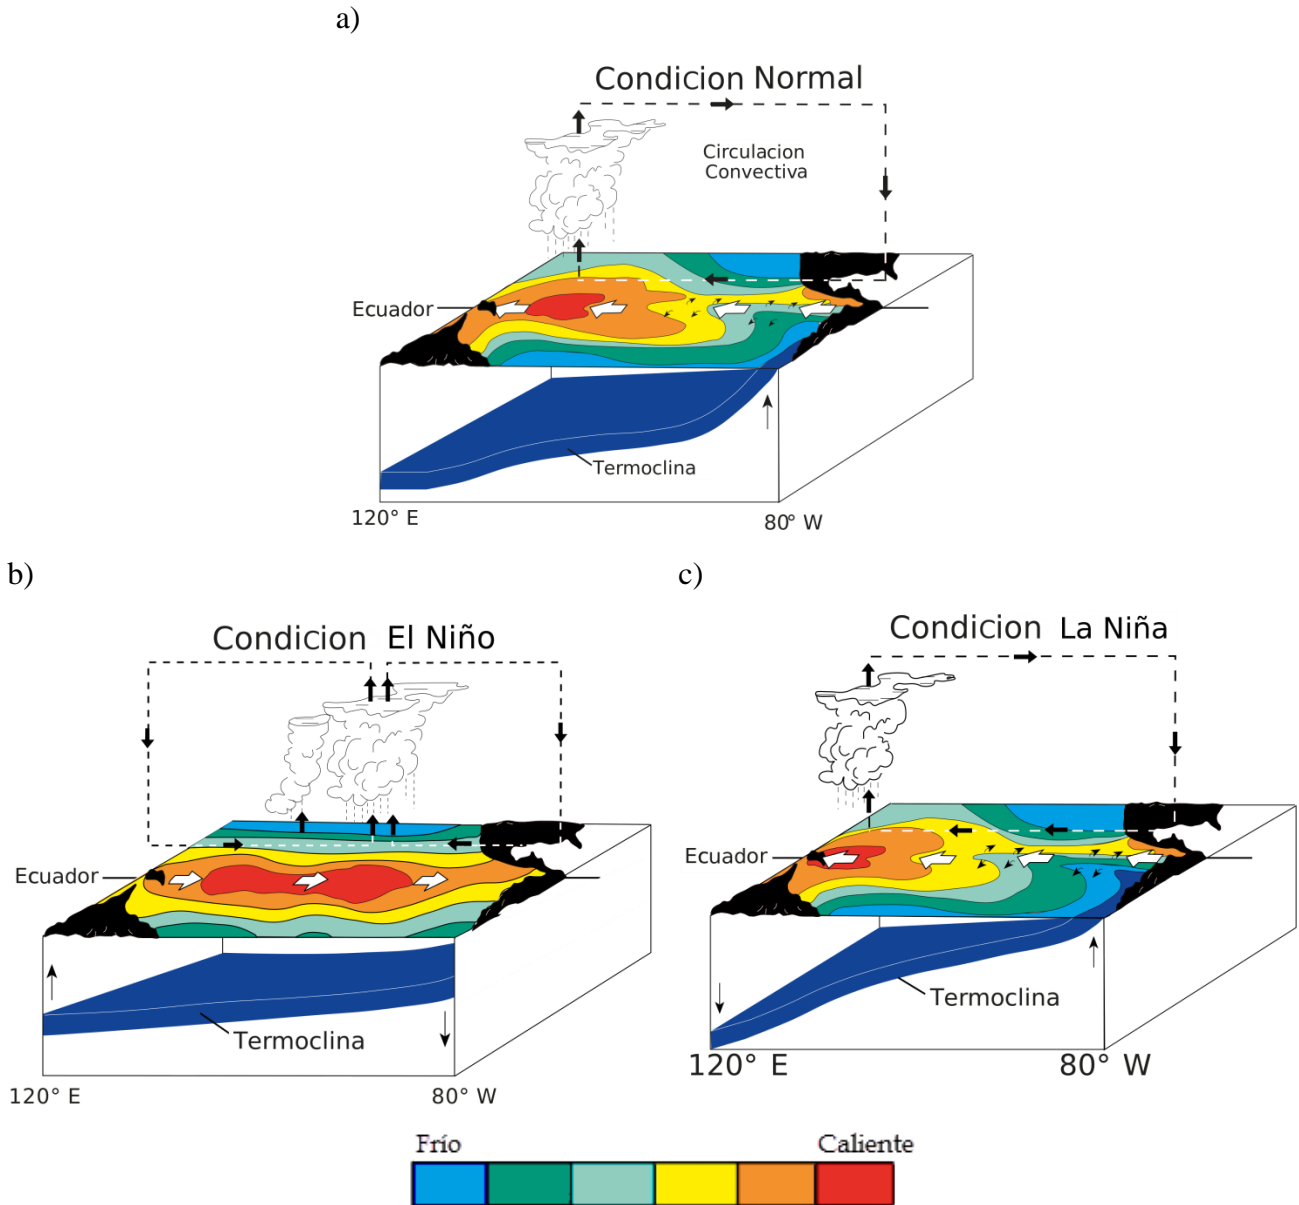 a)
Condicion Normal
Circulacion
Convectiva
Ecuador
Termoclina
120° E
80° W
b)
Condicion El Niño
Ecuador
Termoclina
120° E
80° W
c)
Condicion La Niña
Ecuador
Termoclina
120° E
80° W
Frío
Caliente